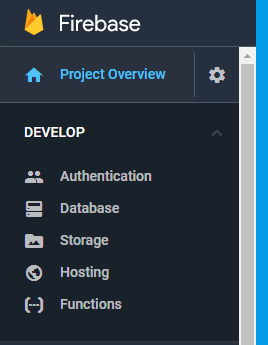 Firebase
Project Overview
DEVELOP
Authentication
Database
Storage
Hosting
Functions